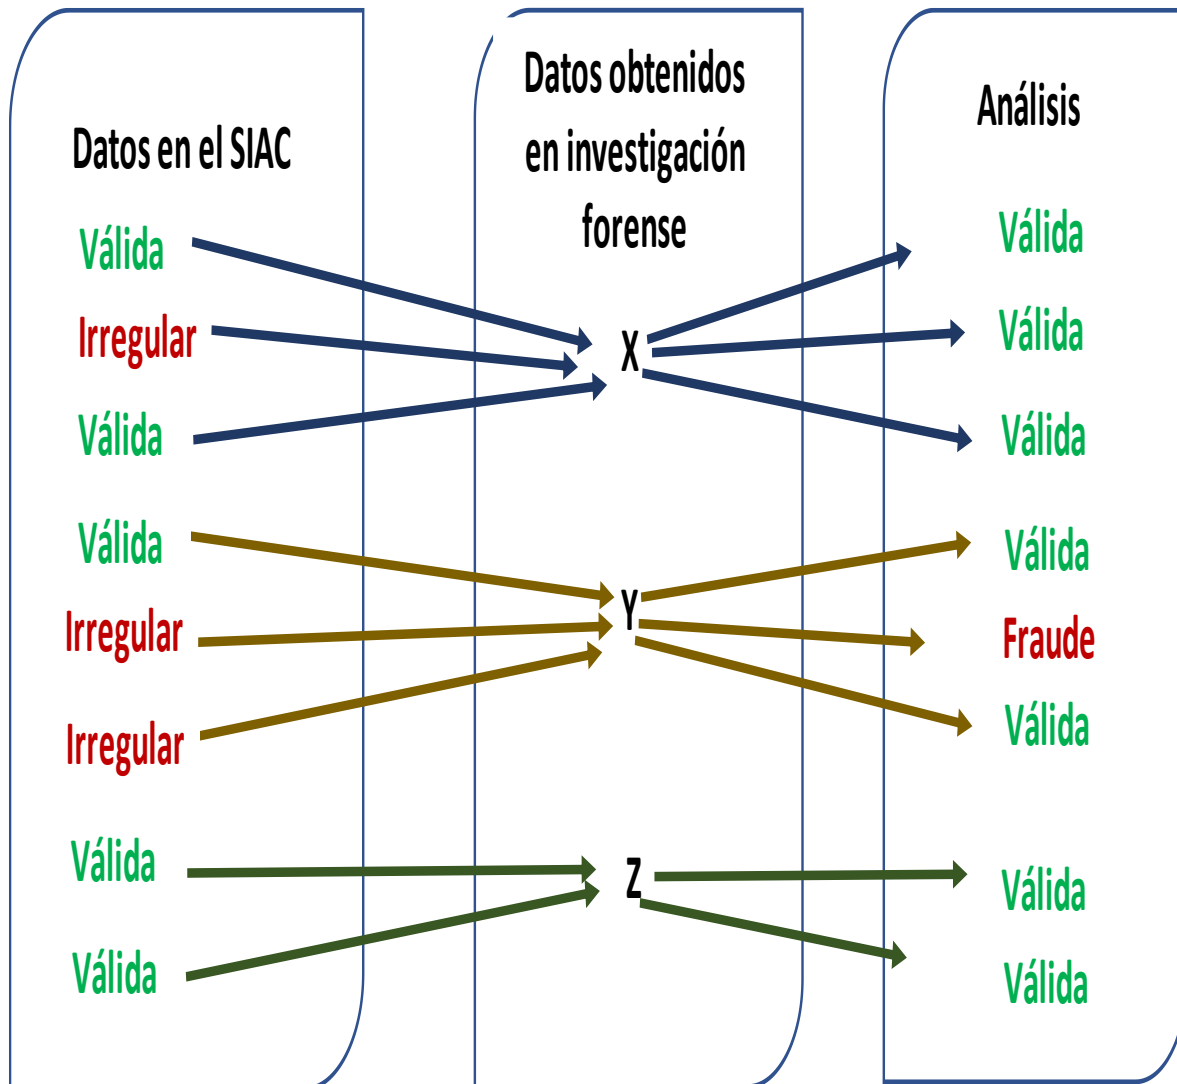 Datos en el SIAC
Válida
Irregular
Válida
Válida
Irregular
Irregular
Válida
Válida
Datos obtenidos
en investigación
forense
X
Y
Z
Análisis
Válida
Válida
Válida
Válida
Fraude
Válida
Válida
Válida